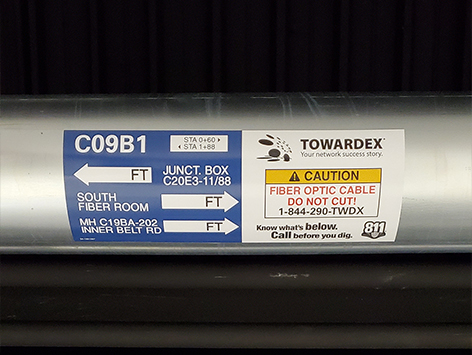 C09B1
STA 0+60
STA 1+88
FT
JUNCT. BOX
C20E3-11/88
SOUTH
FIBER ROOM
FT
MH C19BA-202
INNER BELT RD
FT
TOWARDEX
Your network success story.
CAUTION
FIBER OPTIC CABLE
DO NOT CUT!
1-844-290-TWDX
Know what's below.
Call before you dig.
811